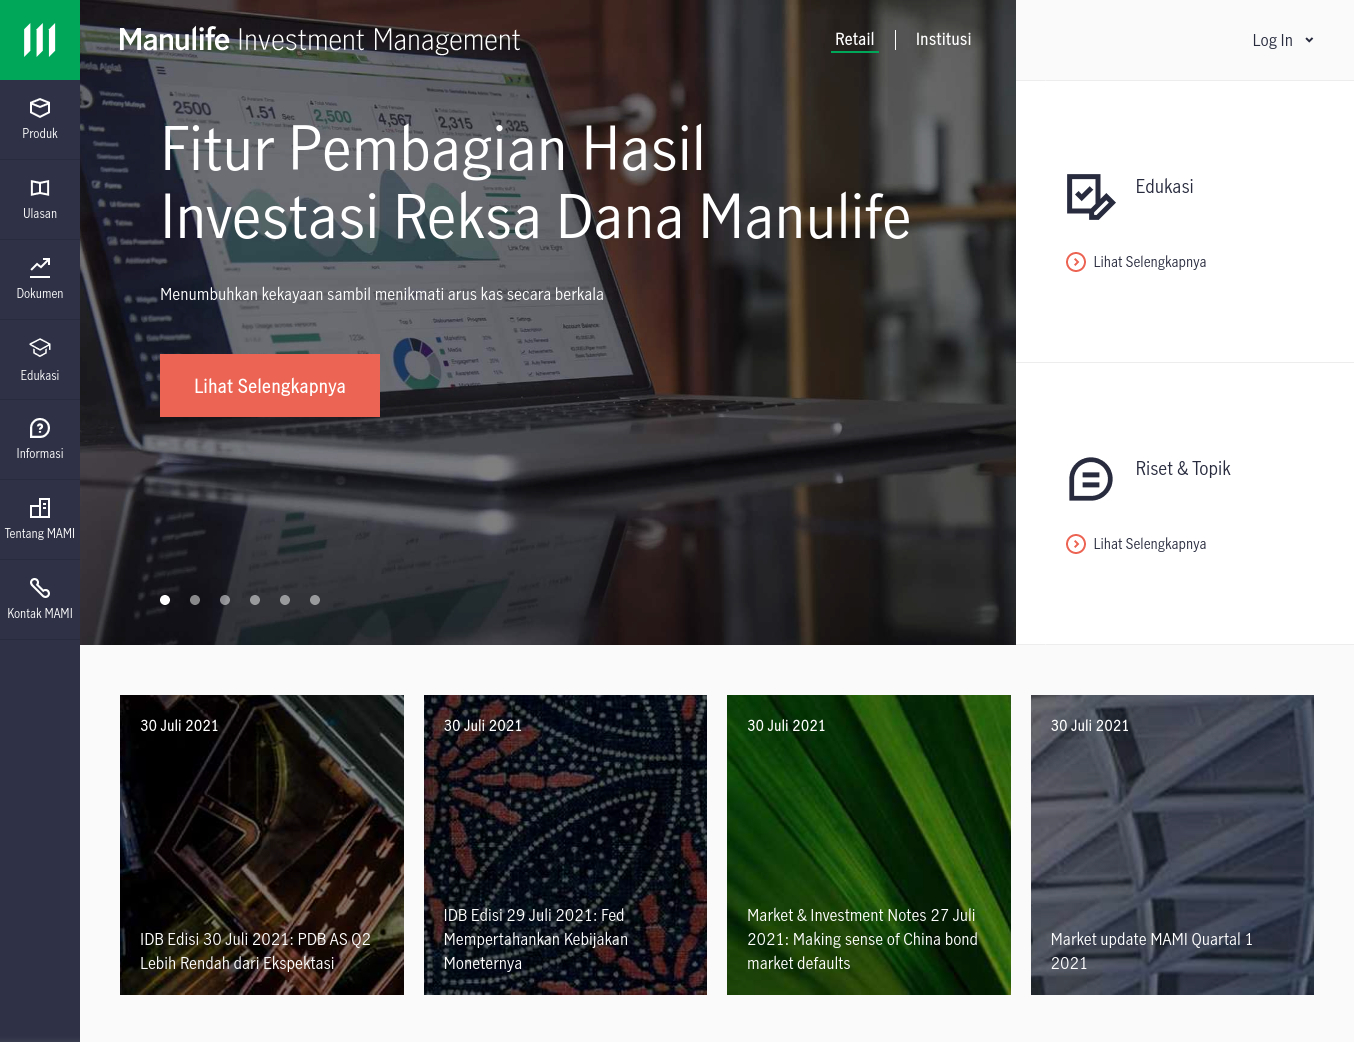 Manulife Investment Management
Retail
Institusi
Log In
Produk
Ulasan
Dokumen
Edukasi
Informasi
Tentang MAMI
Kontak MAMI
Fitur Pembagian Hasil
Investasi Reksa Dana Manulife
Menumbuhkan kekayaan sambil menikmati arus kas secara berkala
Lihat Selengkapnya
Edukasi
Lihat Selengkapnya
Riset & Topik
Lihat Selengkapnya
30 Juli 2021
IDB Edisi 30 Juli 2021: PDB AS Q2
Lebih Rendah dari Ekspektasi
30 Juli 2021
IDB Edisi 29 Juli 2021: Fed
Mempertahankan Kebijakan
Moneternya
30 Juli 2021
Market & Investment Notes 27 Juli
2021: Making sense of China bond
market defaults
30 Juli 2021
Market update MAMI Quartal 1
2021